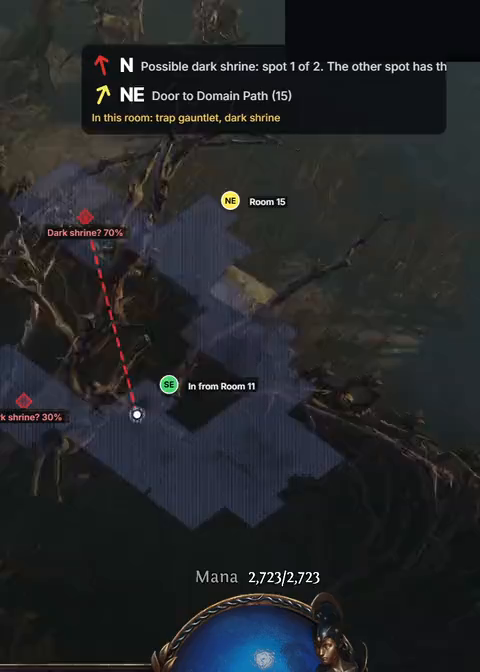 N Possible dark shrine: spot 1 of 2. The other spot has th
NE Door to Domain Path (15)
In this room: trap gauntlet, dark shrine
NE Room 15
Dark shrine? 70%
SE In from Room 11
rk shrine? 30%
Mana 2,723/2,723